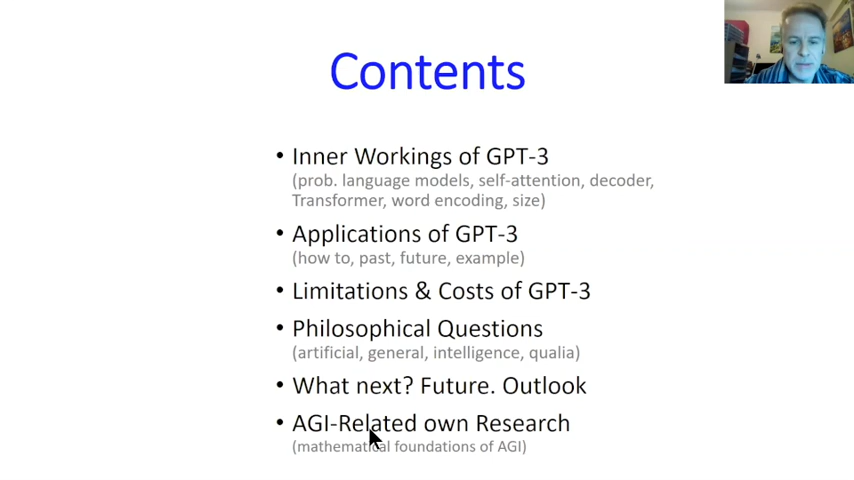 Contents
• Inner Workings of GPT-3
(prob. language models, self-attention, decoder,
Transformer, word encoding, size)
• Applications of GPT-3
(how to, past, future, example)
• Limitations & Costs of GPT-3
• Philosophical Questions
(artificial, general, intelligence, qualia)
• What next? Future. Outlook
• AGI-Related own Research
(mathematical foundations of AGI)